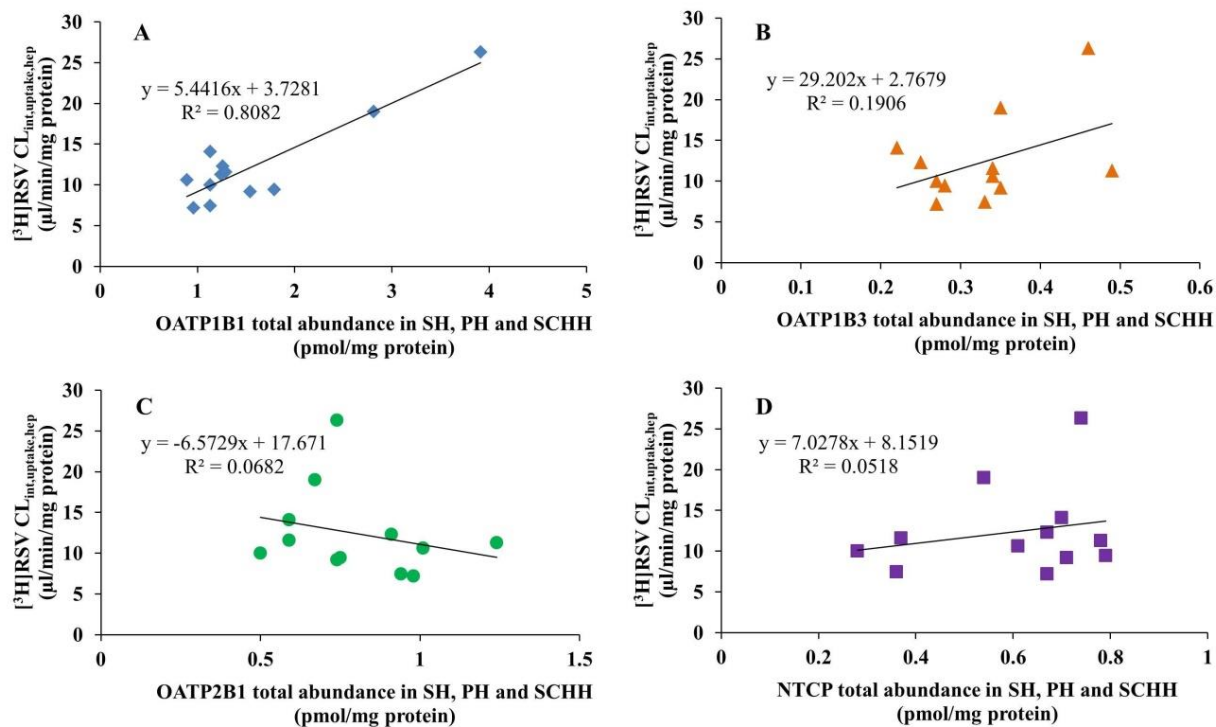 A
[³H]RSV CLint,uptake,hep
(µl/min/mg protein)
30
25
20
15
10
5
0
y = 5.4416x + 3.7281
R² = 0.8082
0 1 2 3 4 5
OATP1B1 total abundance in SH, PH and SCHH
(pmol/mg protein)
B
[³H]RSV CLint,uptake,hep
(µl/min/mg protein)
30
25
20
15
10
5
0
y = 29.202x + 2.7679
R² = 0.1906
0 0.1 0.2 0.3 0.4 0.5 0.6
OATP1B3 total abundance in SH, PH and SCHH
(pmol/mg protein)
C
[³H]RSV CLint,uptake,hep
(µl/min/mg protein)
30
25
20
15
10
5
0
y = -6.5729x + 17.671
R² = 0.0682
0 0.5 1 1.5
OATP2B1 total abundance in SH, PH and SCHH
(pmol/mg protein)
D
[³H]RSV CLint,uptake,hep
(µl/min/mg protein)
30
25
20
15
10
5
0
y = 7.0278x + 8.1519
R² = 0.0518
0 0.2 0.4 0.6 0.8 1
NTCP total abundance in SH, PH and SCHH
(pmol/mg protein)